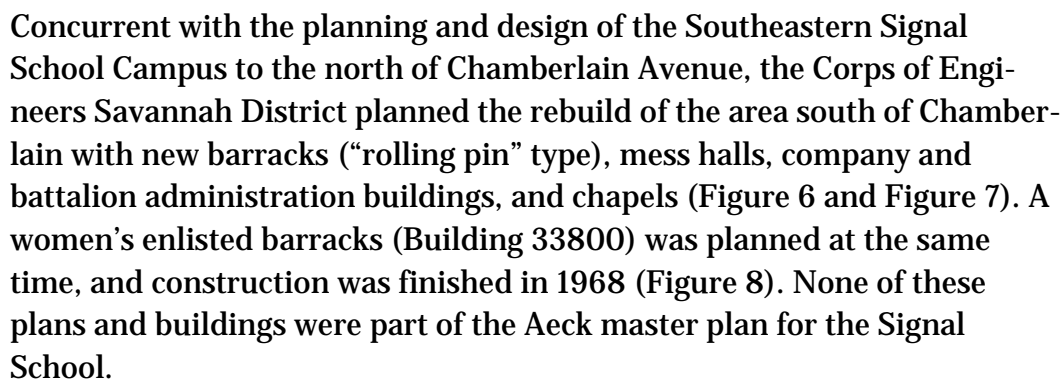 Concurrent with the planning and design of the Southeastern Signal
School Campus to the north of Chamberlain Avenue, the Corps of Engi-
neers Savannah District planned the rebuild of the area south of Chamber-
lain with new barracks (“rolling pin” type), mess halls, company and
battalion administration buildings, and chapels (Figure 6 and Figure 7). A
women’s enlisted barracks (Building 33800) was planned at the same
time, and construction was finished in 1968 (Figure 8). None of these
plans and buildings were part of the Aeck master plan for the Signal
School.